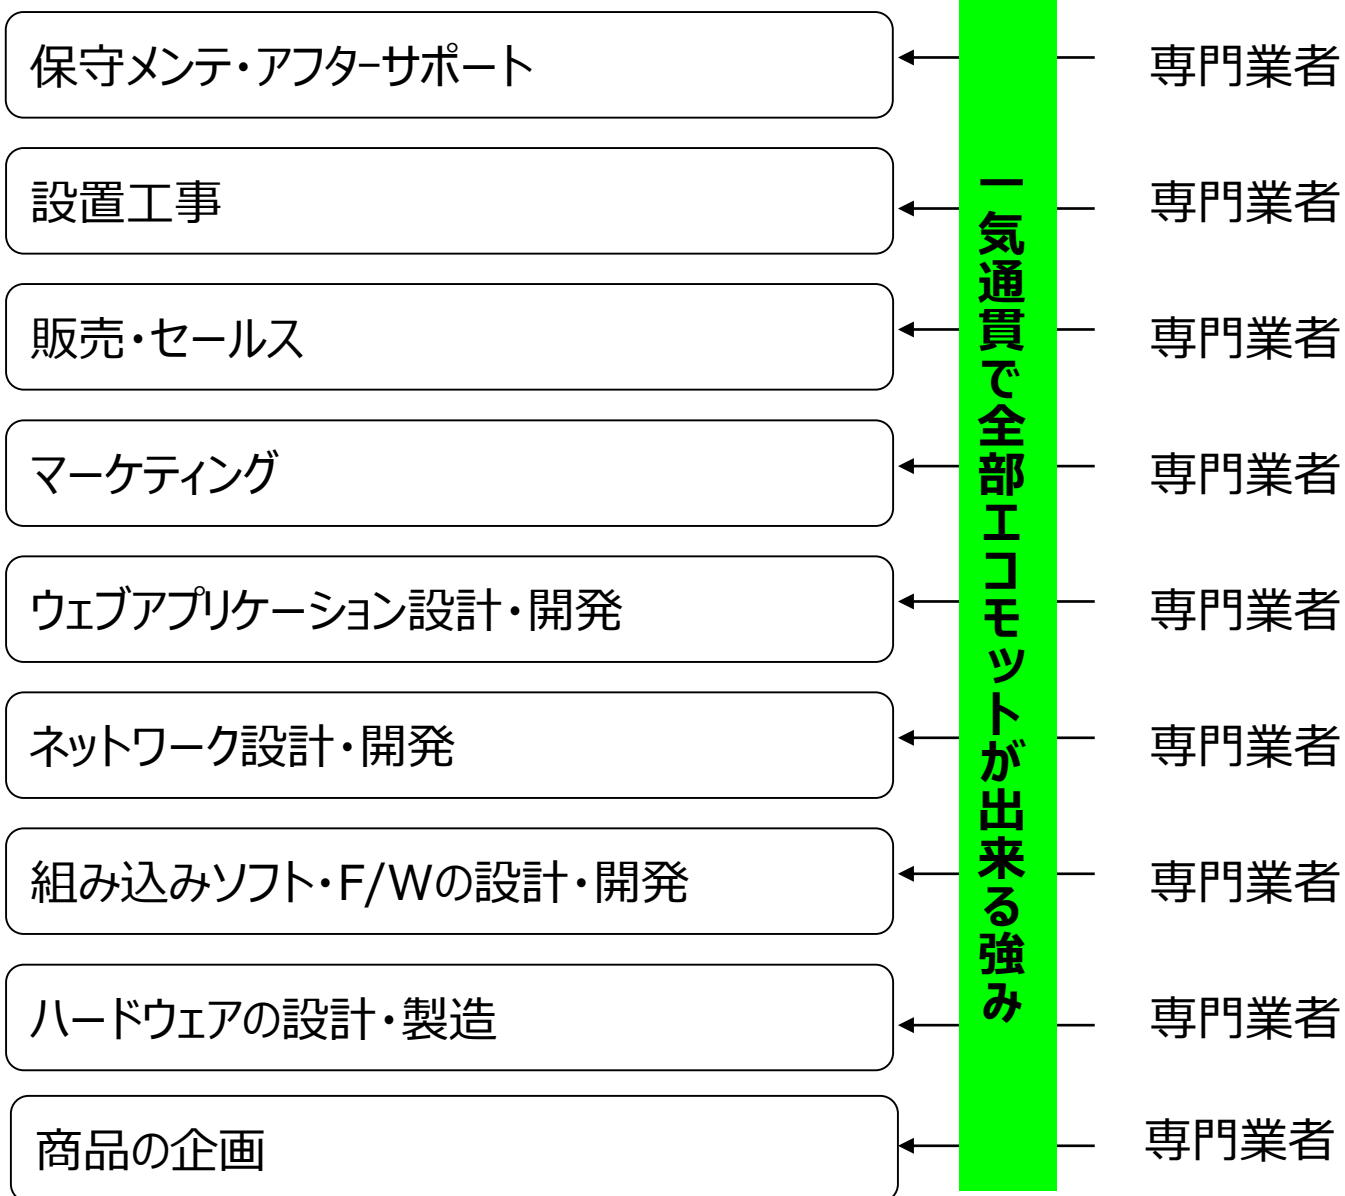 保守メンテ・アフターサポート
専門業者
設置工事
専門業者
販売・セールス
専門業者
マーケティング
専門業者
ウェブアプリケーション設計・開発
専門業者
ネットワーク設計・開発
専門業者
組み込みソフト・F/Wの設計・開発
専門業者
ハードウェアの設計・製造
専門業者
商品の企画
専門業者
一気通貫で全部エコモットが出来る強み